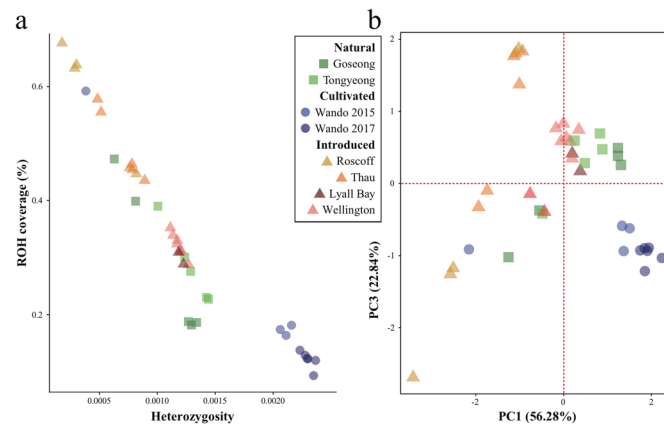 a
ROH coverage (%)
0.6
0.4
0.2
0.0005
0.0010
0.0015
0.0020
Heterozygosity
Natural
Goseong
Tongyeong
Cultivated
Wando 2015
Wando 2017
Introduced
Roscoff
Thau
Lyall Bay
Wellington
b
PC3 (22.84%)
2
1
0
-1
-2
-2
0
2
PC1 (56.28%)